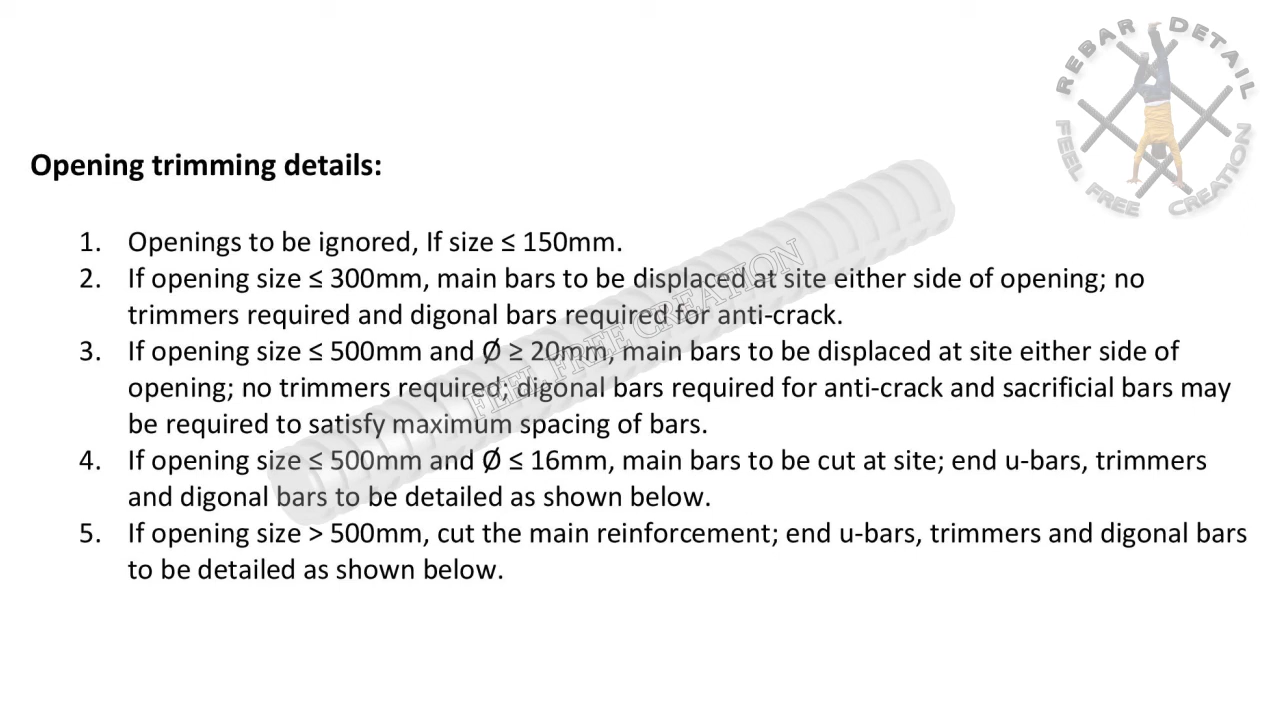 REBAR DETAIL
FEEL FREE CREATION
Opening trimming details:
1. Openings to be ignored, If size ≤ 150mm.
2. If opening size ≤ 300mm, main bars to be displaced at site either side of opening; no
trimmers required and digonal bars required for anti-crack.
3. If opening size ≤ 500mm and Ø ≥ 20mm, main bars to be displaced at site either side of
opening; no trimmers required; digonal bars required for anti-crack and sacrificial bars may
be required to satisfy maximum spacing of bars.
4. If opening size ≤ 500mm and Ø ≤ 16mm, main bars to be cut at site; end u-bars, trimmers
and digonal bars to be detailed as shown below.
5. If opening size > 500mm, cut the main reinforcement; end u-bars, trimmers and digonal bars
to be detailed as shown below.
FEEL FREE CREATION